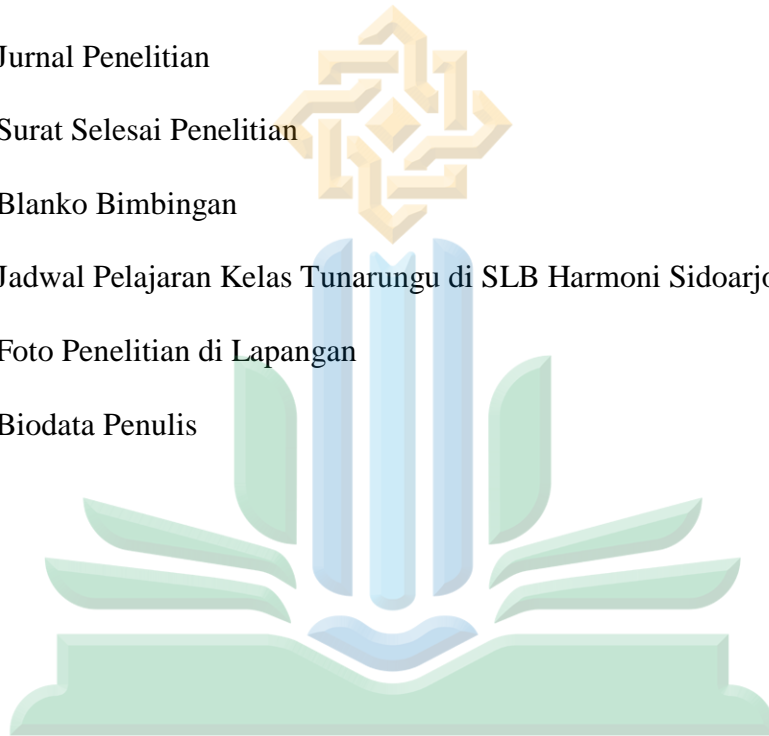 Jurnal Penelitian
Surat Selesai Penelitian
Blanko Bimbingan
Jadwal Pelajaran Kelas Tunarungu di SLB Harmoni Sidoarjo
Foto Penelitian di Lapangan
Biodata Penulis